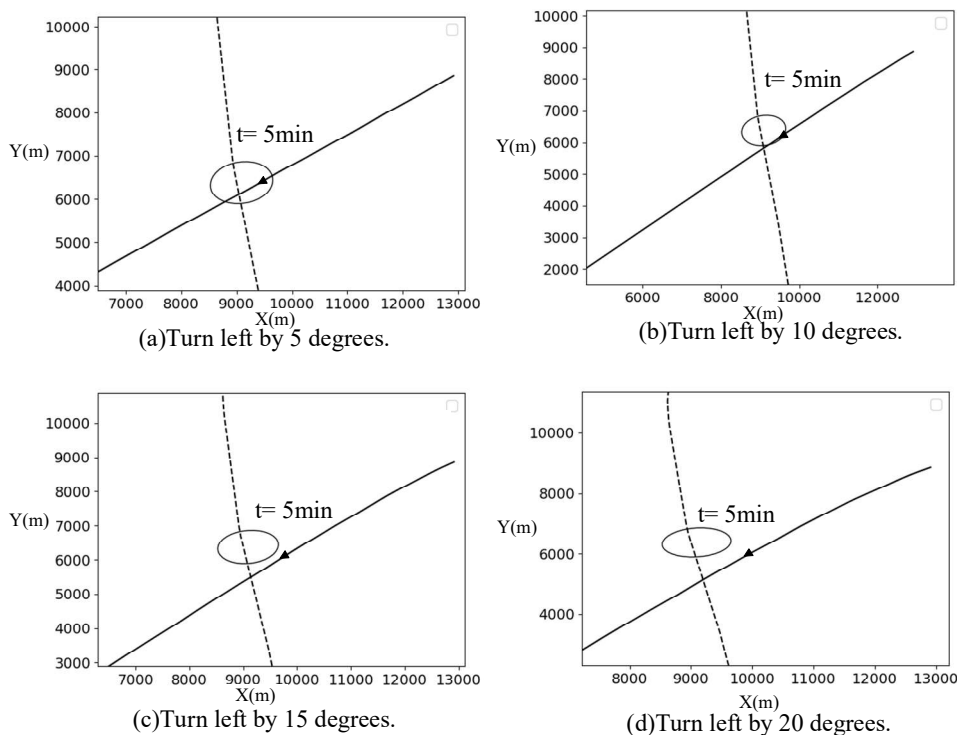 10000
9000
8000
7000
6000
5000
4000
Y(m)
t= 5min
7000 8000 9000 10000 11000 12000 13000
X(m)
(a)Turn left by 5 degrees.
10000
9000
8000
7000
6000
5000
4000
3000
2000
Y(m)
t= 5min
6000 8000 10000 12000
X(m)
(b)Turn left by 10 degrees.
10000
9000
8000
7000
6000
5000
4000
3000
Y(m)
t= 5min
7000 8000 9000 10000 11000 12000 13000
X(m)
(c)Turn left by 15 degrees.
10000
8000
6000
4000
Y(m)
t= 5min
8000 9000 10000 11000 12000 13000
X(m)
(d)Turn left by 20 degrees.